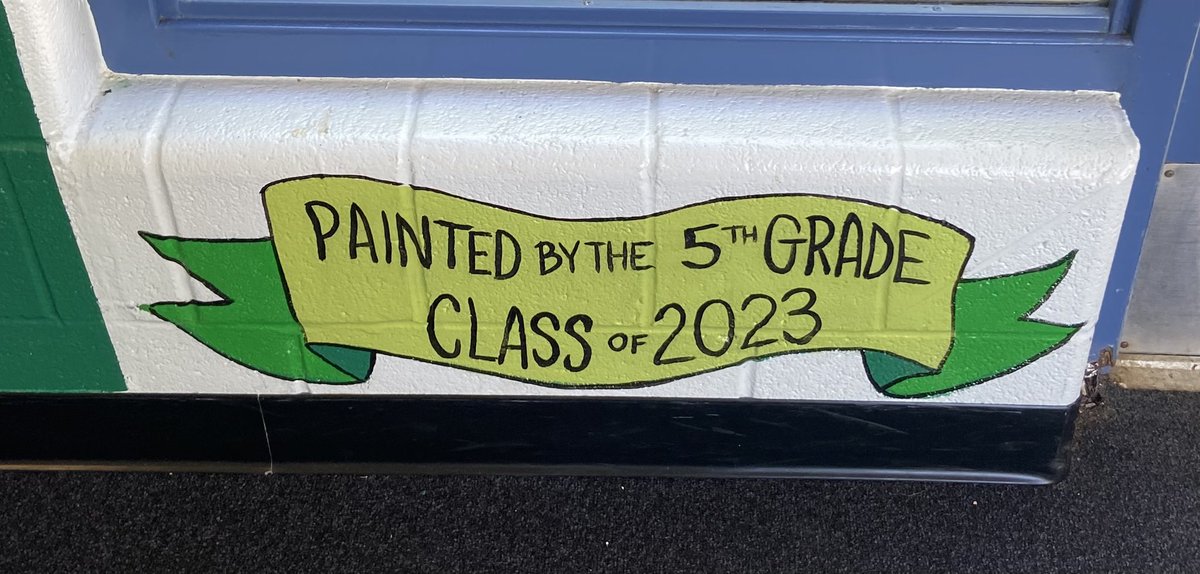 PAINTED BY THE 5TH GRADE
CLASS OF 2023